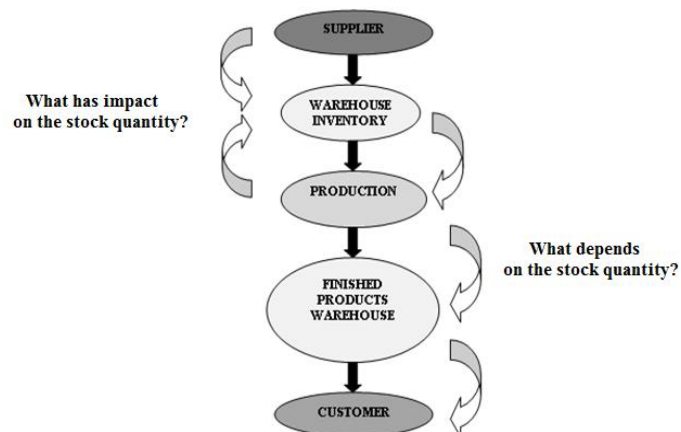 SUPPLIER
What has impact
on the stock quantity?
WAREHOUSE
INVENTORY
PRODUCTION
What depends
on the stock quantity?
FINISHED
PRODUCTS
WAREHOUSE
CUSTOMER